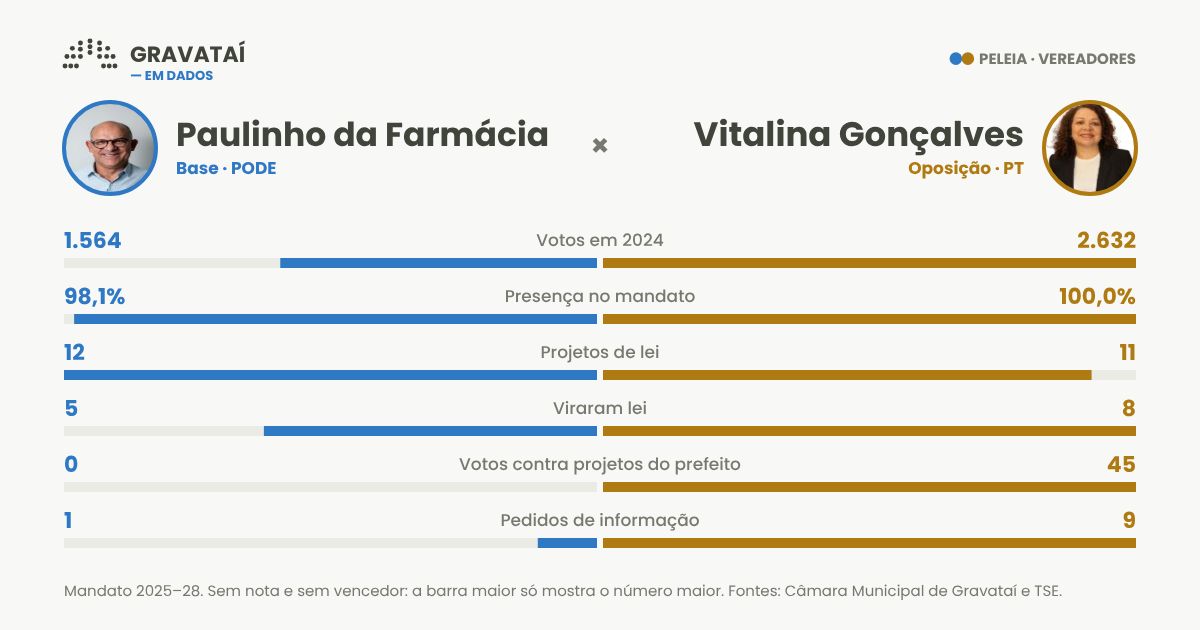 GRAVATAÍ
— EM DADOS
PELEIA · VEREADORES
Paulinho da Farmácia
Base · PODE
×
Vitalina Gonçalves
Oposição · PT
1.564 Votos em 2024 2.632
98,1% Presença no mandato 100,0%
12 Projetos de lei 11
5 Viraram lei 8
0 Votos contra projetos do prefeito 45
1 Pedidos de informação 9
Mandato 2025–28. Sem nota e sem vencedor: a barra maior só mostra o número maior. Fontes: Câmara Municipal de Gravataí e TSE.